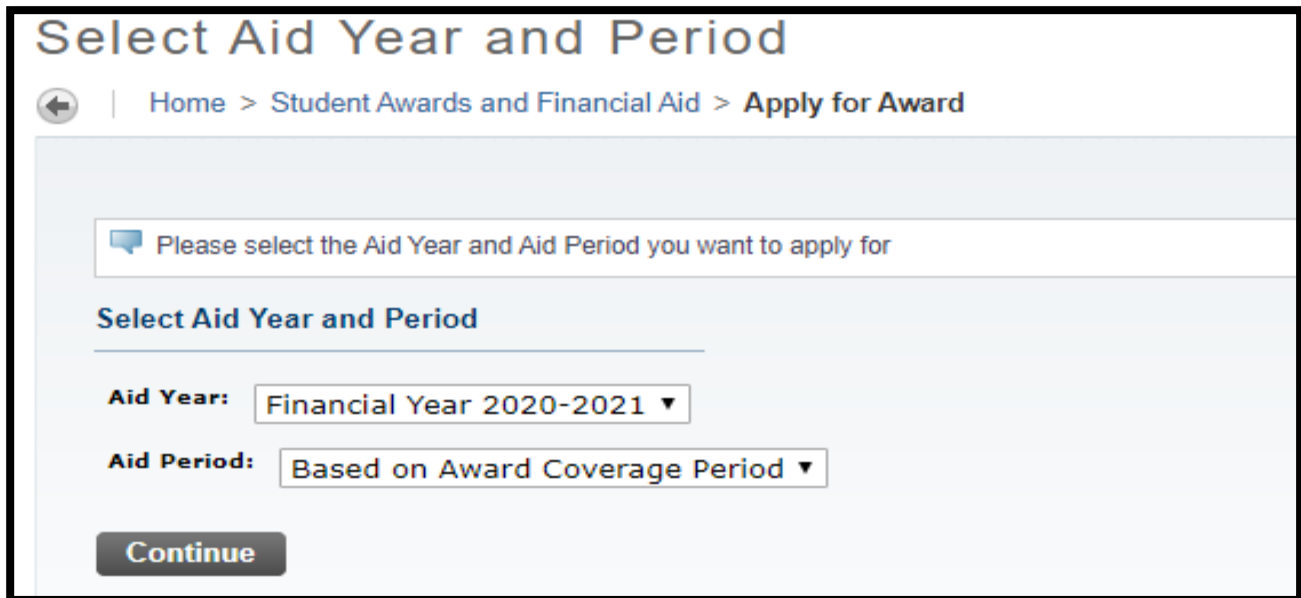 Select Aid Year and Period
| Home > Student Awards and Financial Aid > Apply for Award
Please select the Aid Year and Aid Period you want to apply for
Select Aid Year and Period
Aid Year: Financial Year 2020-2021 ▼
Aid Period: Based on Award Coverage Period ▼
Continue